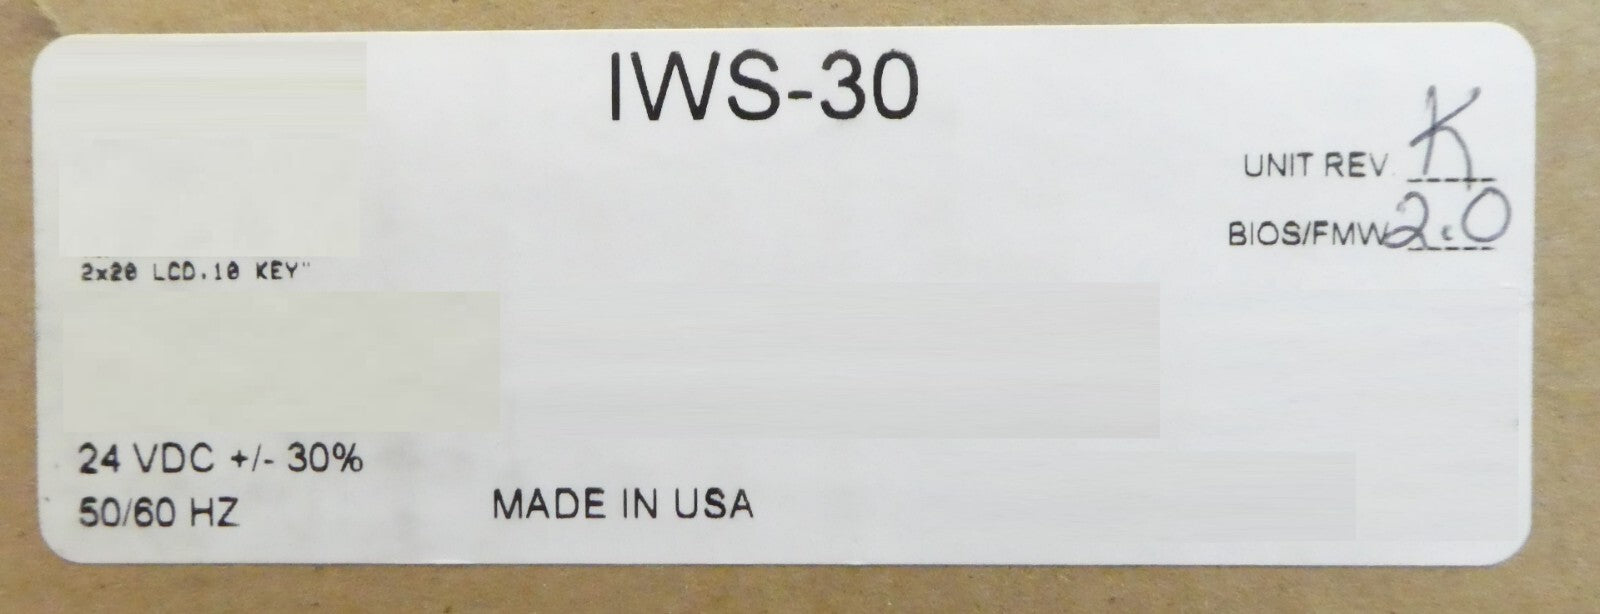 IWS-30
UNIT REV. K
BIOS/FMW 2.0
2x20 LCD.10 KEY"
24 VDC +/- 30%
50/60 HZ
MADE IN USA